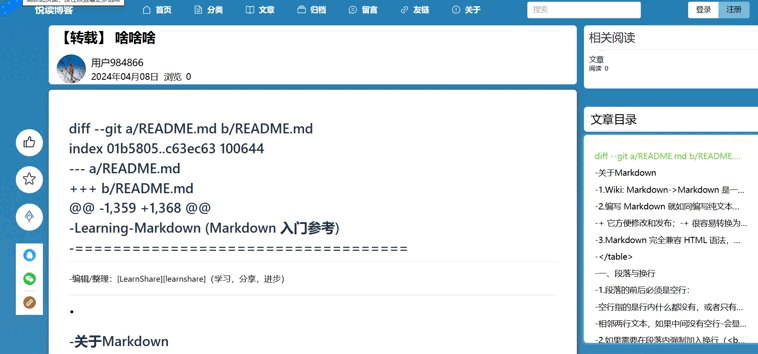 悦读博客
首页 分类 文章 归档 留言 友链 关于 搜索 登录 注册
【转载】 啥啥啥
用户984866
2024年04月08日 浏览 0
diff --git a/README.md b/README.md
index 01b5805..c63ec63 100644
--- a/README.md
+++ b/README.md
@@ -1,359 +1,368 @@
-Learning-Markdown (Markdown 入门参考)
-===================================
-编辑/整理：[LearnShare][learnshare]（学习，分享，进步）
•
-关于Markdown
相关阅读
文章
阅读 0
文章目录
diff --git a/README.md b/README....
-关于Markdown
-1.Wiki: Markdown->Markdown 是一...
-2.编写 Markdown 就如同编写纯文本...
-+ 它方便修改和发布； -+ 很容易转换为...
-3.Markdown 完全兼容 HTML 语法，...
-</table>
-一、段落与换行
-1.段落的前后必须是空行：
-空行指的是行内什么都没有，或者只有...
-相邻两行文本，如果中间没有空行-会显...
-2.如果需要在段落内强制加入换行（<b...